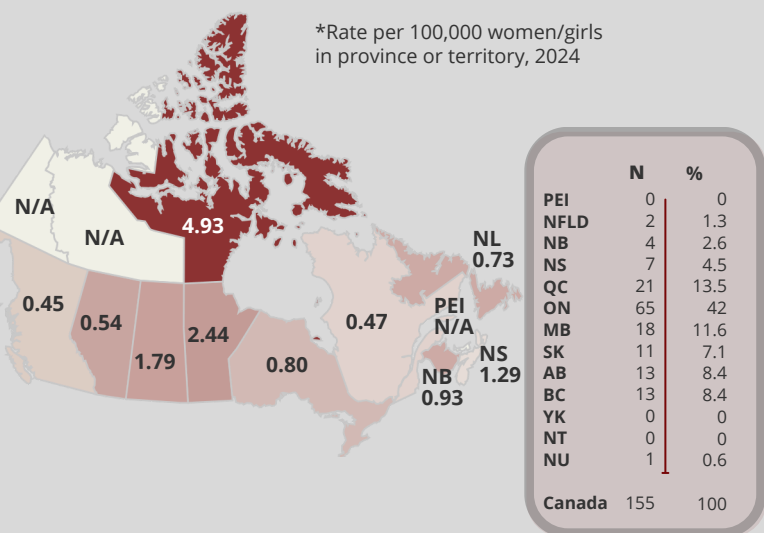 *Rate per 100,000 women/girls
in province or territory, 2024
N/A
N/A
4.93
NL
0.73
0.45
0.54
1.79
2.44
0.80
0.47
PEI
N/A
NS
1.29
NB
0.93
N %
PEI 0 0
NFLD 2 1.3
NB 4 2.6
NS 7 4.5
QC 21 13.5
ON 65 42
MB 18 11.6
SK 11 7.1
AB 13 8.4
BC 13 8.4
YK 0 0
NT 0 0
NU 1 0.6
Canada 155 100